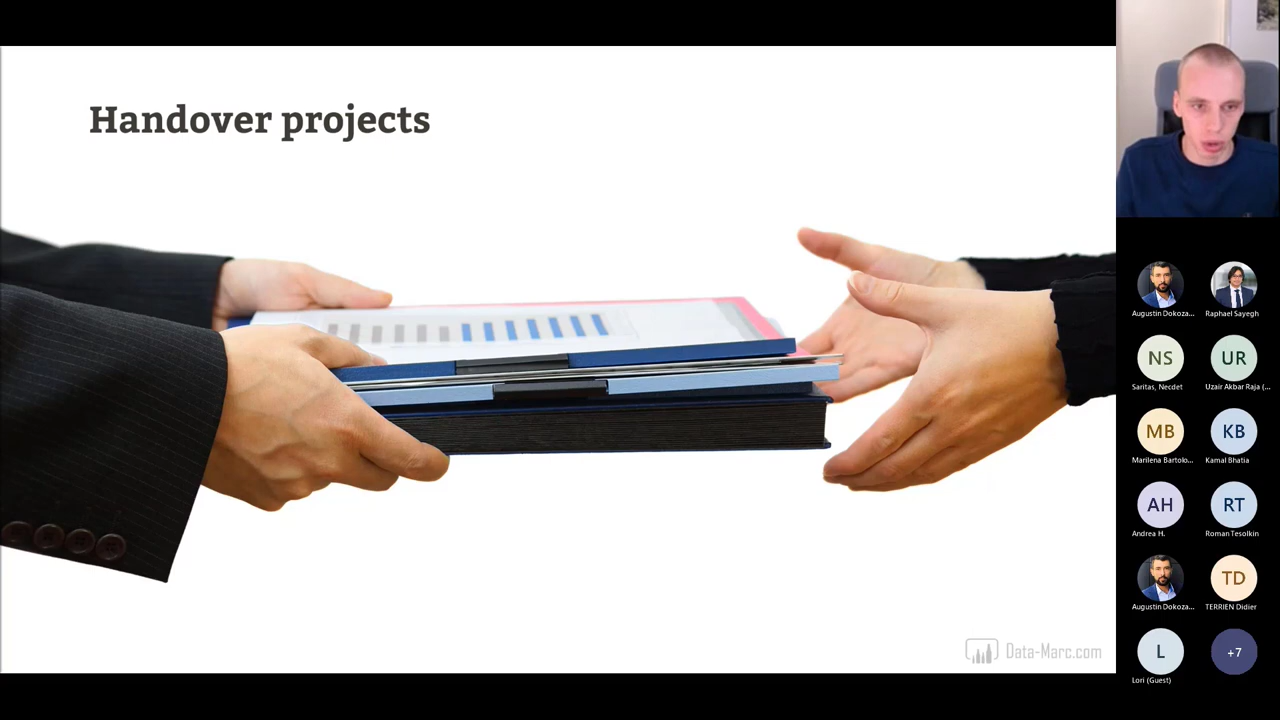 Handover projects
Data-Marc.com
Augustin Dokoza...
Raphael Sayegh
NS
UR
Saritas, Necdet
Uzair Akbar Raja (...
MB
KB
Marilena Bartolo...
Kamal Bhatia
AH
RT
Andrea H.
Roman Tesolkin
TD
Augustin Dokoza...
TERRIEN Didier
L
+7
Lori (Guest)